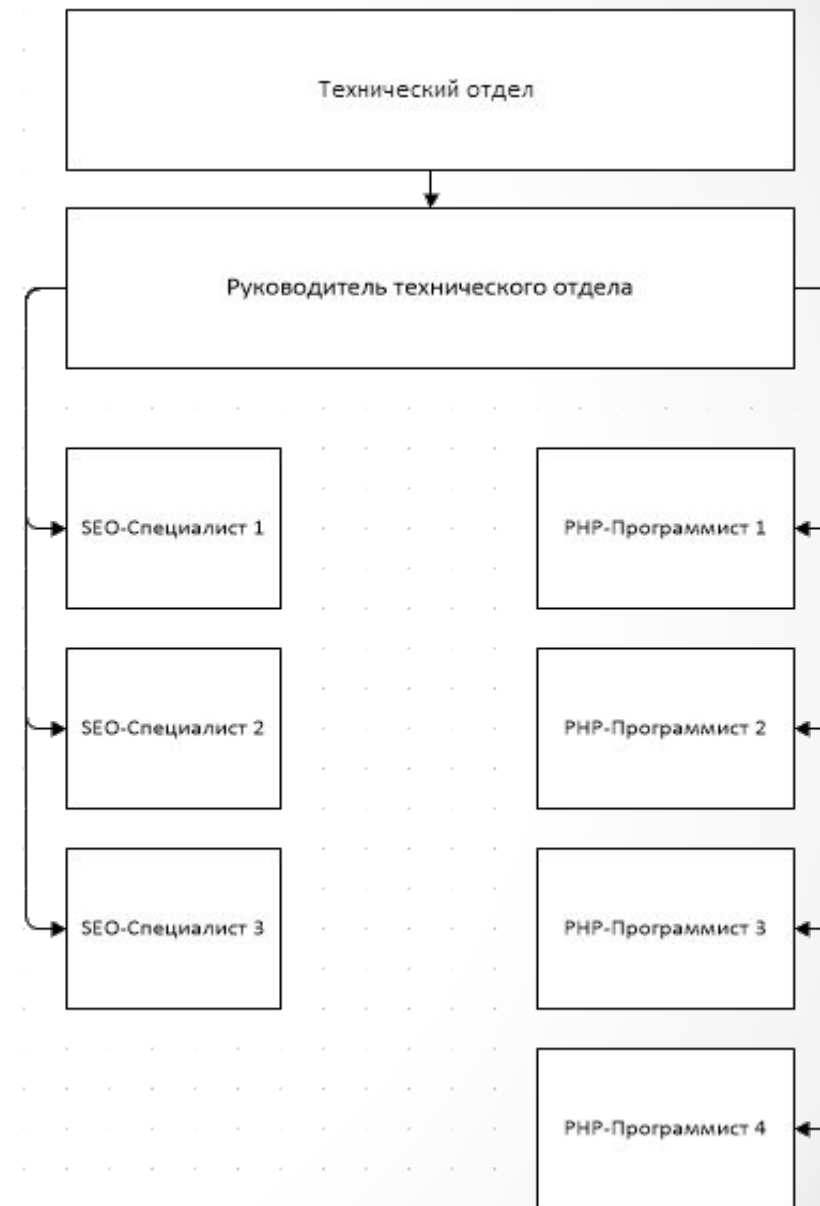 Технический отдел
Руководитель технического отдела
SEO-Специалист 1
PHP-Программист 1
SEO-Специалист 2
PHP-Программист 2
SEO-Специалист 3
PHP-Программист 3
PHP-Программист 4